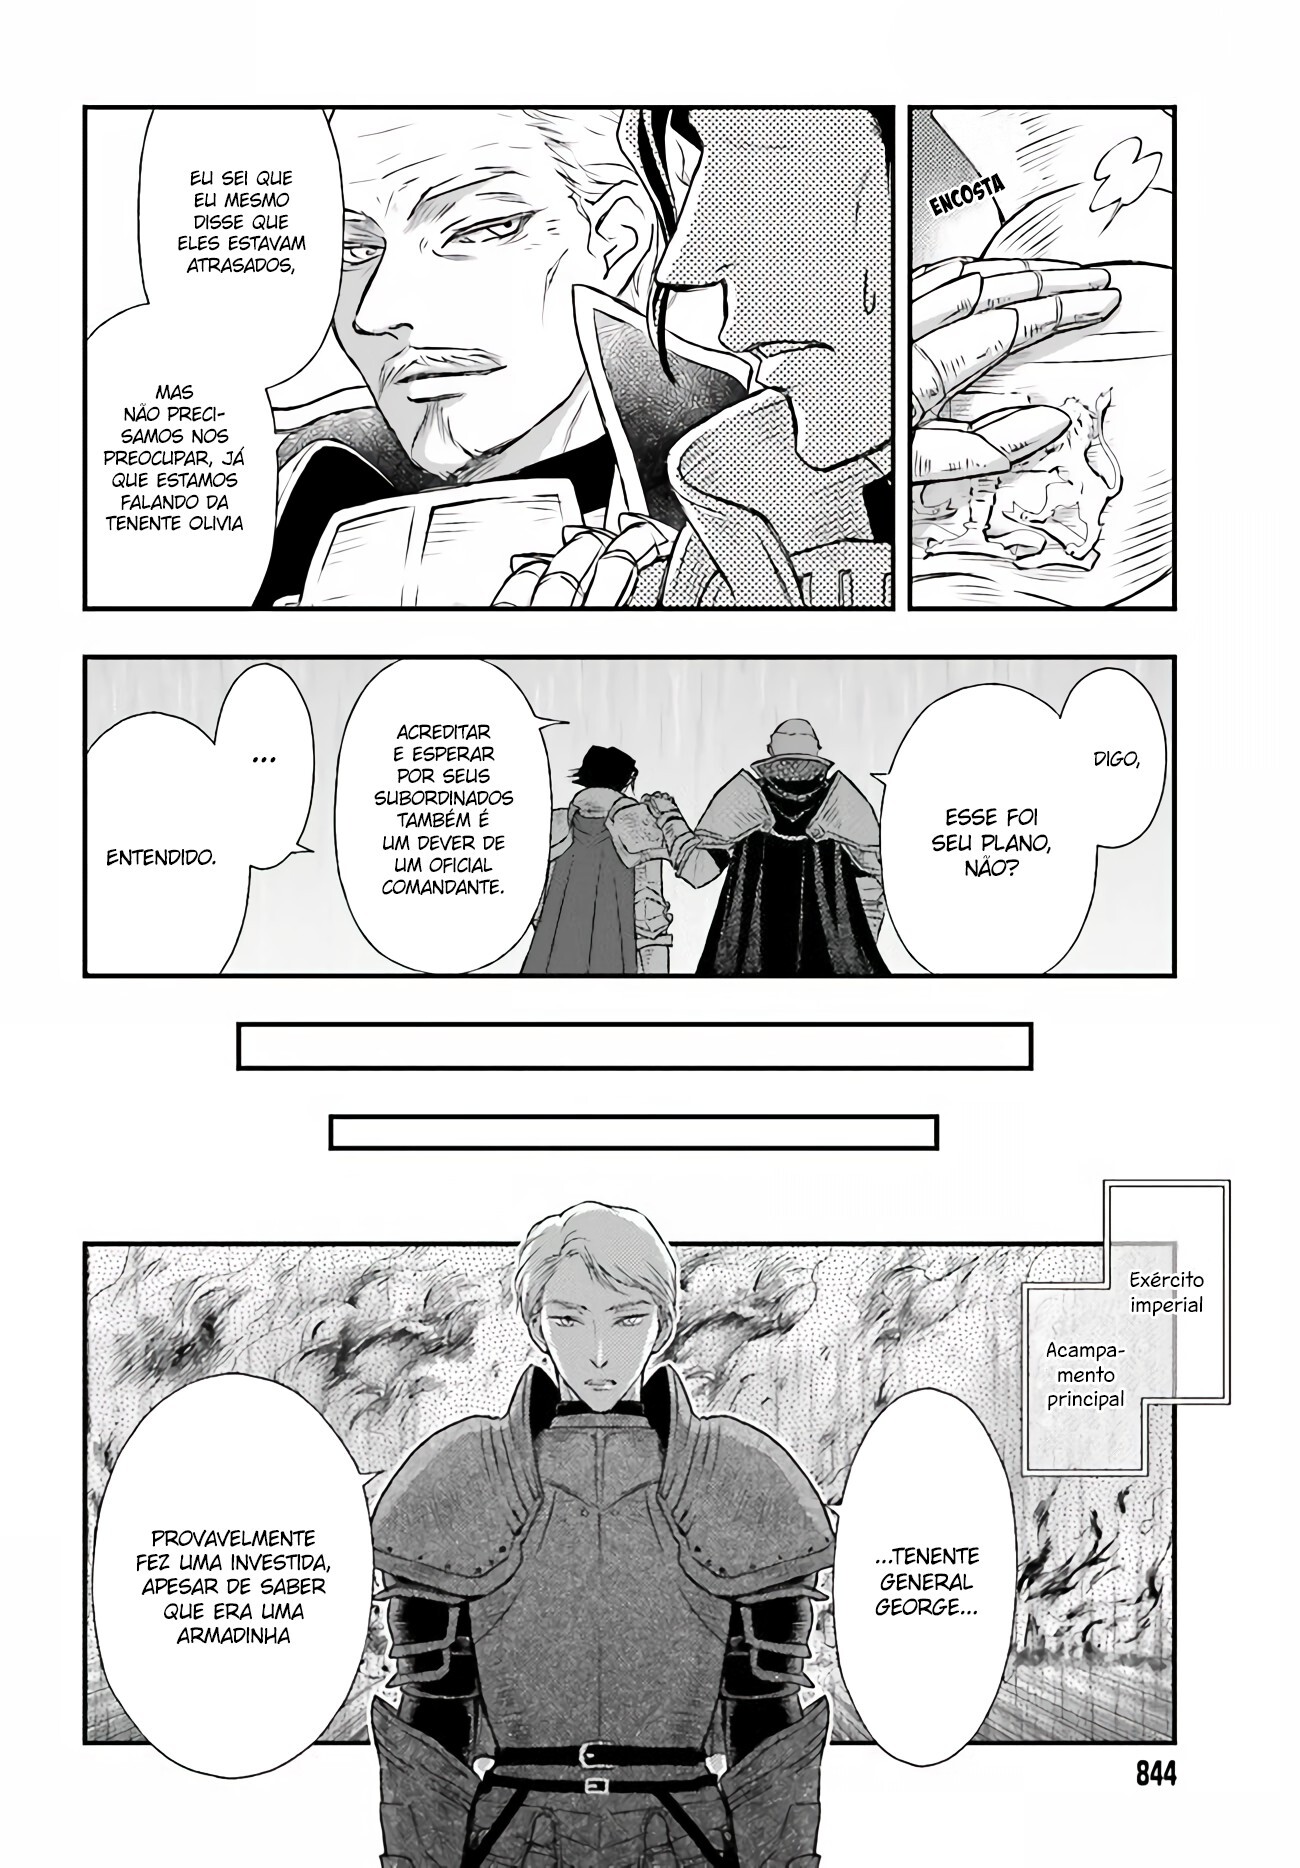 ENCOSTA
EU SEI QUE
EU MESMO
DISSE QUE
ELES ESTAVAM
ATRASADOS,
MAS
NÃO PRECI-
SAMOS NOS
PREOCUPAR, JÁ
QUE ESTAMOS
FALANDO DA
TENENTE OLIVIA
DIGO,
ESSE FOI
SEU PLANO,
NÃO?
ACREDITAR
E ESPERAR
POR SEUS
SUBORDINADOS
TAMBÉM É
UM DEVER DE
UM OFICIAL
COMANDANTE.
...
ENTENDIDO.
Exército
imperial
Acampa-
mento
principal
...TENENTE
GENERAL
GEORGE...
PROVAVELMENTE
FEZ UMA INVESTIDA,
APESAR DE SABER
QUE ERA UMA
ARMADINHA
844